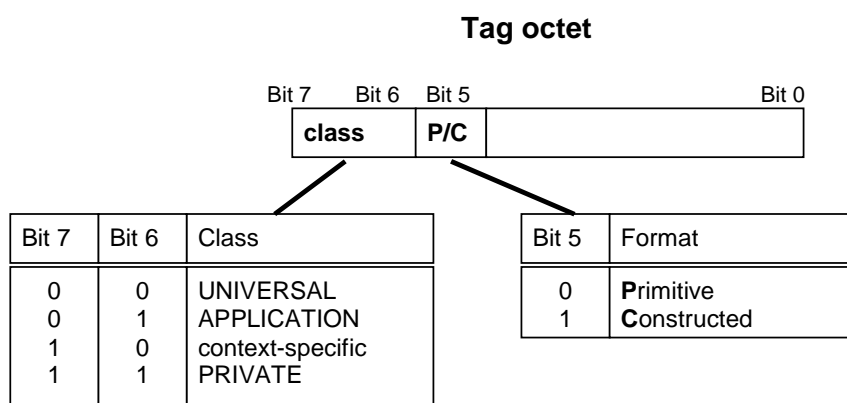 Tag octet
Bit 7 Bit 6 Bit 5 Bit 0
class P/C
Bit 7 Bit 6 Class
0 0 UNIVERSAL
0 1 APPLICATION
1 0 context-specific
1 1 PRIVATE
Bit 5 Format
0 Primitive
1 Constructed